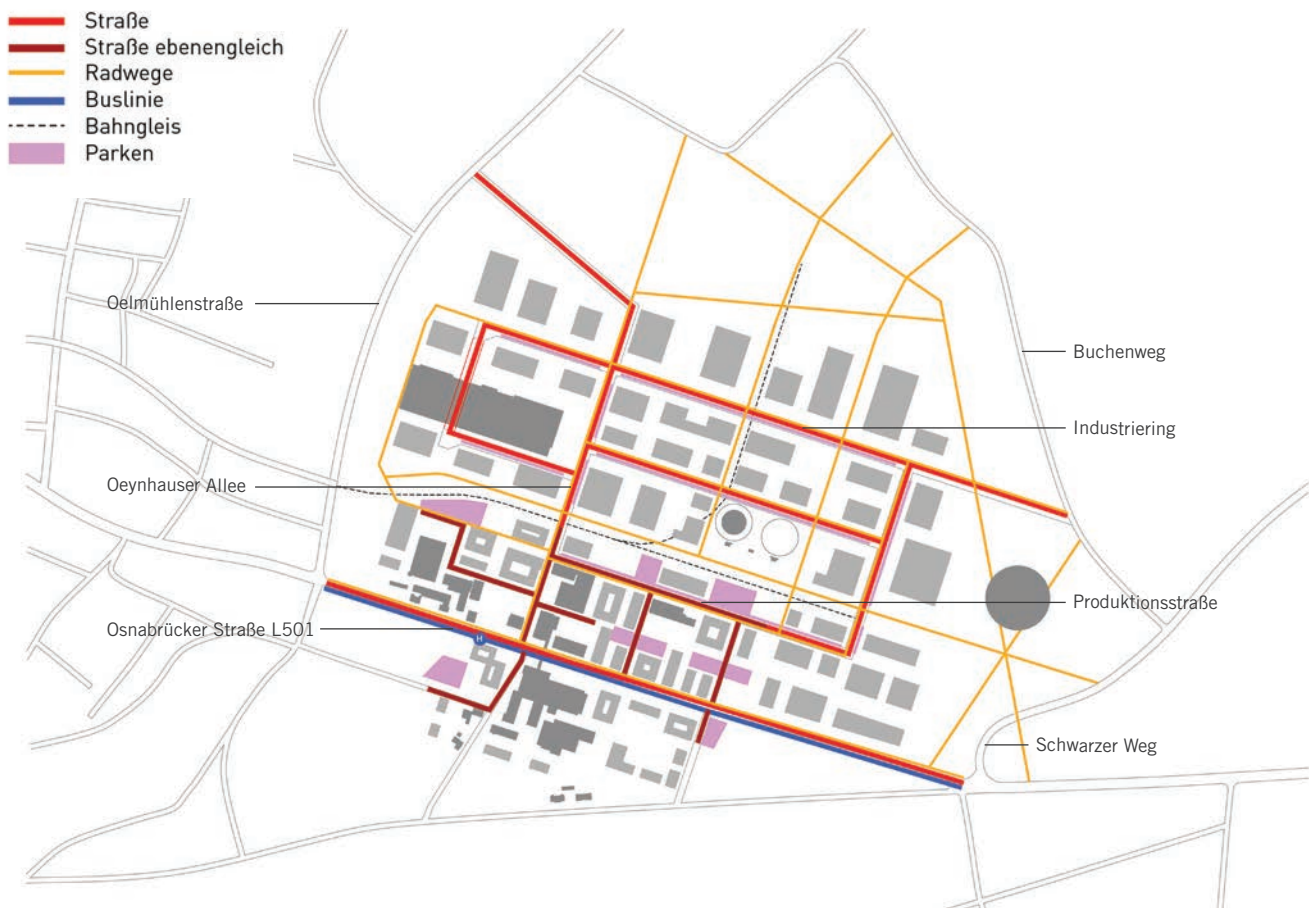 Straße
Straße ebenengleich
Radwege
Buslinie
Bahngleis
Parken
Oelmühlenstraße
Buchenweg
Industriering
Oeynhauser Allee
Produktionsstraße
Osnabrücker Straße L501
H
Schwarzer Weg